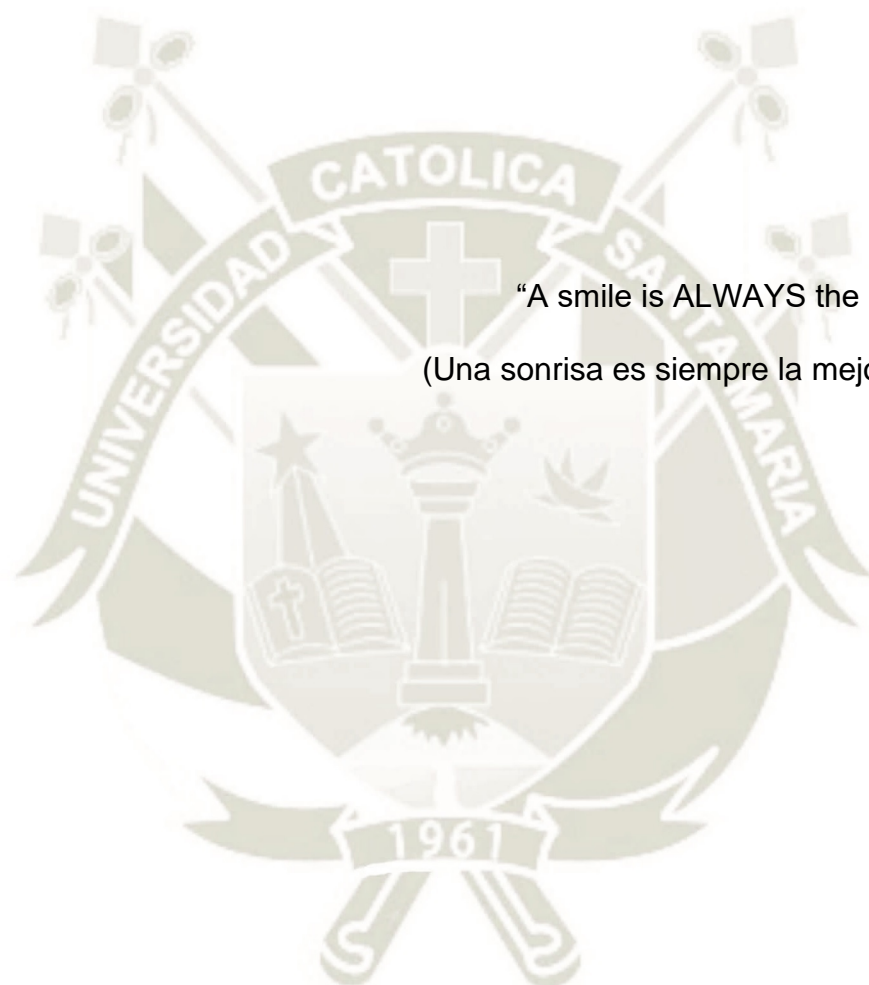 CATOLICA
UNIVERSIDAD
SANTA MARIA
“A smile is ALWAYS the
(Una sonrisa es siempre la mejo
1961